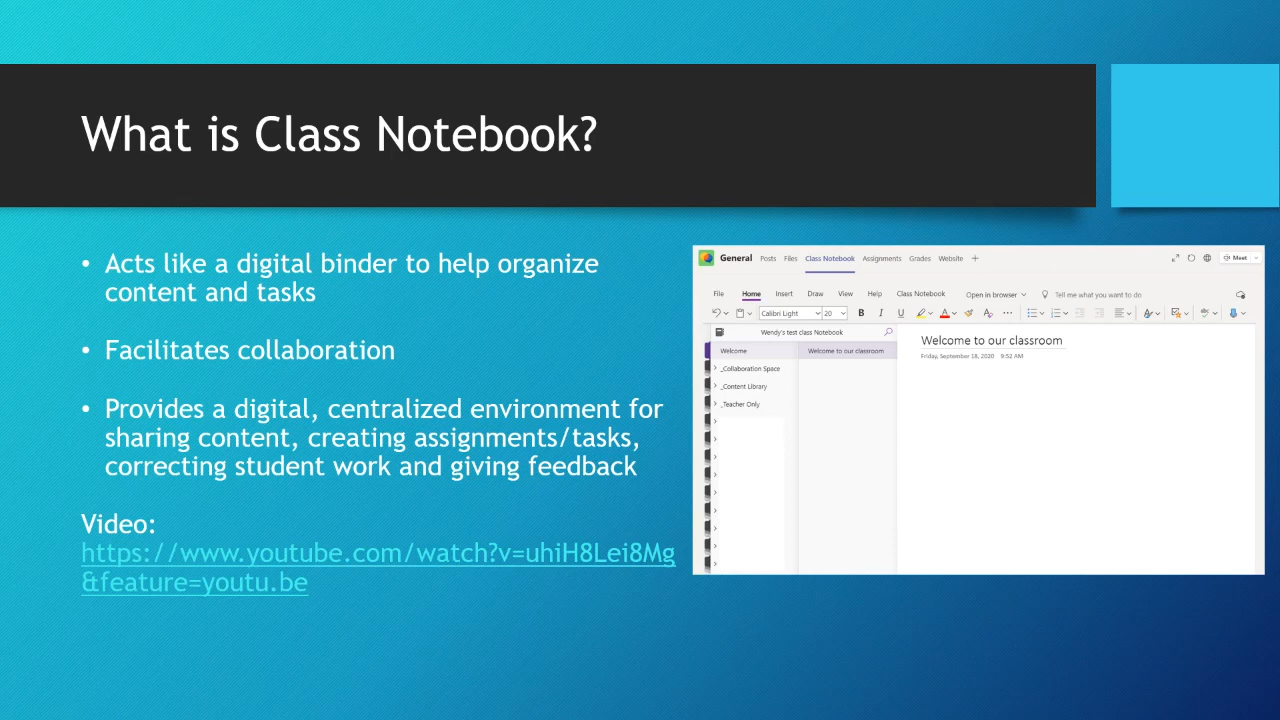 What is Class Notebook?
• Acts like a digital binder to help organize
content and tasks
• Facilitates collaboration
• Provides a digital, centralized environment for
sharing content, creating assignments/tasks,
correcting student work and giving feedback
Video:
https://www.youtube.com/watch?v=uhiH8Lei8Mg
&feature=youtu.be
General Posts Files Class Notebook Assignments Grades Website + Meet
File Home Insert Draw View Help Class Notebook Open in browser Tell me what you want to do
Calibri Light 20 B I U
Wendy's test class Notebook
Welcome
_Collaboration Space
_Content Library
_Teacher Only
Welcome to our classroom
Welcome to our classroom
Friday, September 18, 2020 9:52 AM